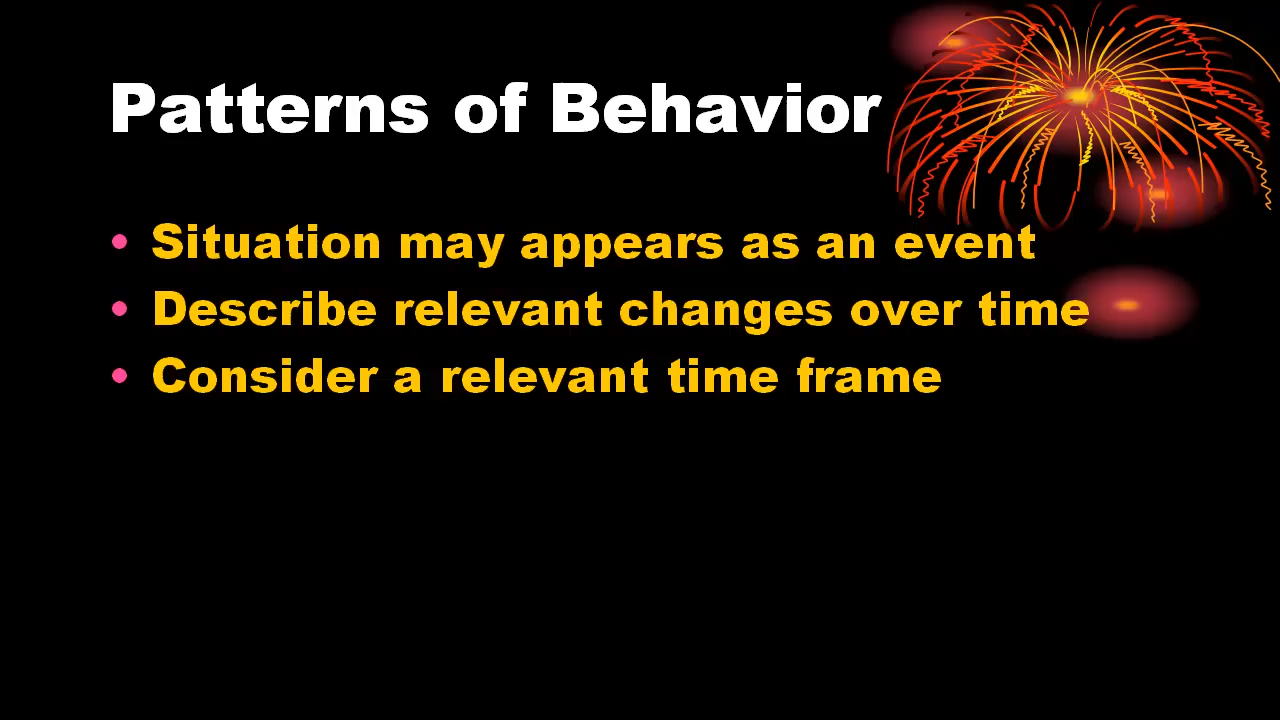 Patterns of Behavior
• Situation may appears as an event
• Describe relevant changes over time
• Consider a relevant time frame